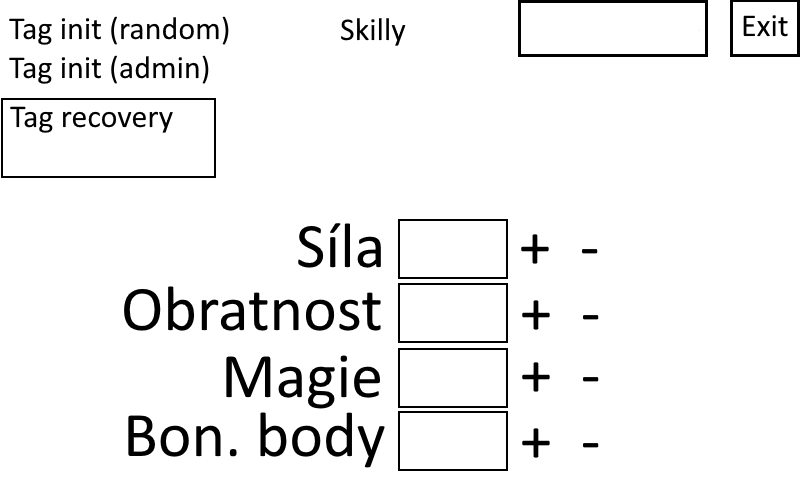 Tag init (random)
Skilly
Exit
Tag init (admin)
Tag recovery
Síla + -
Obratnost + -
Magie + -
Bon. body + -